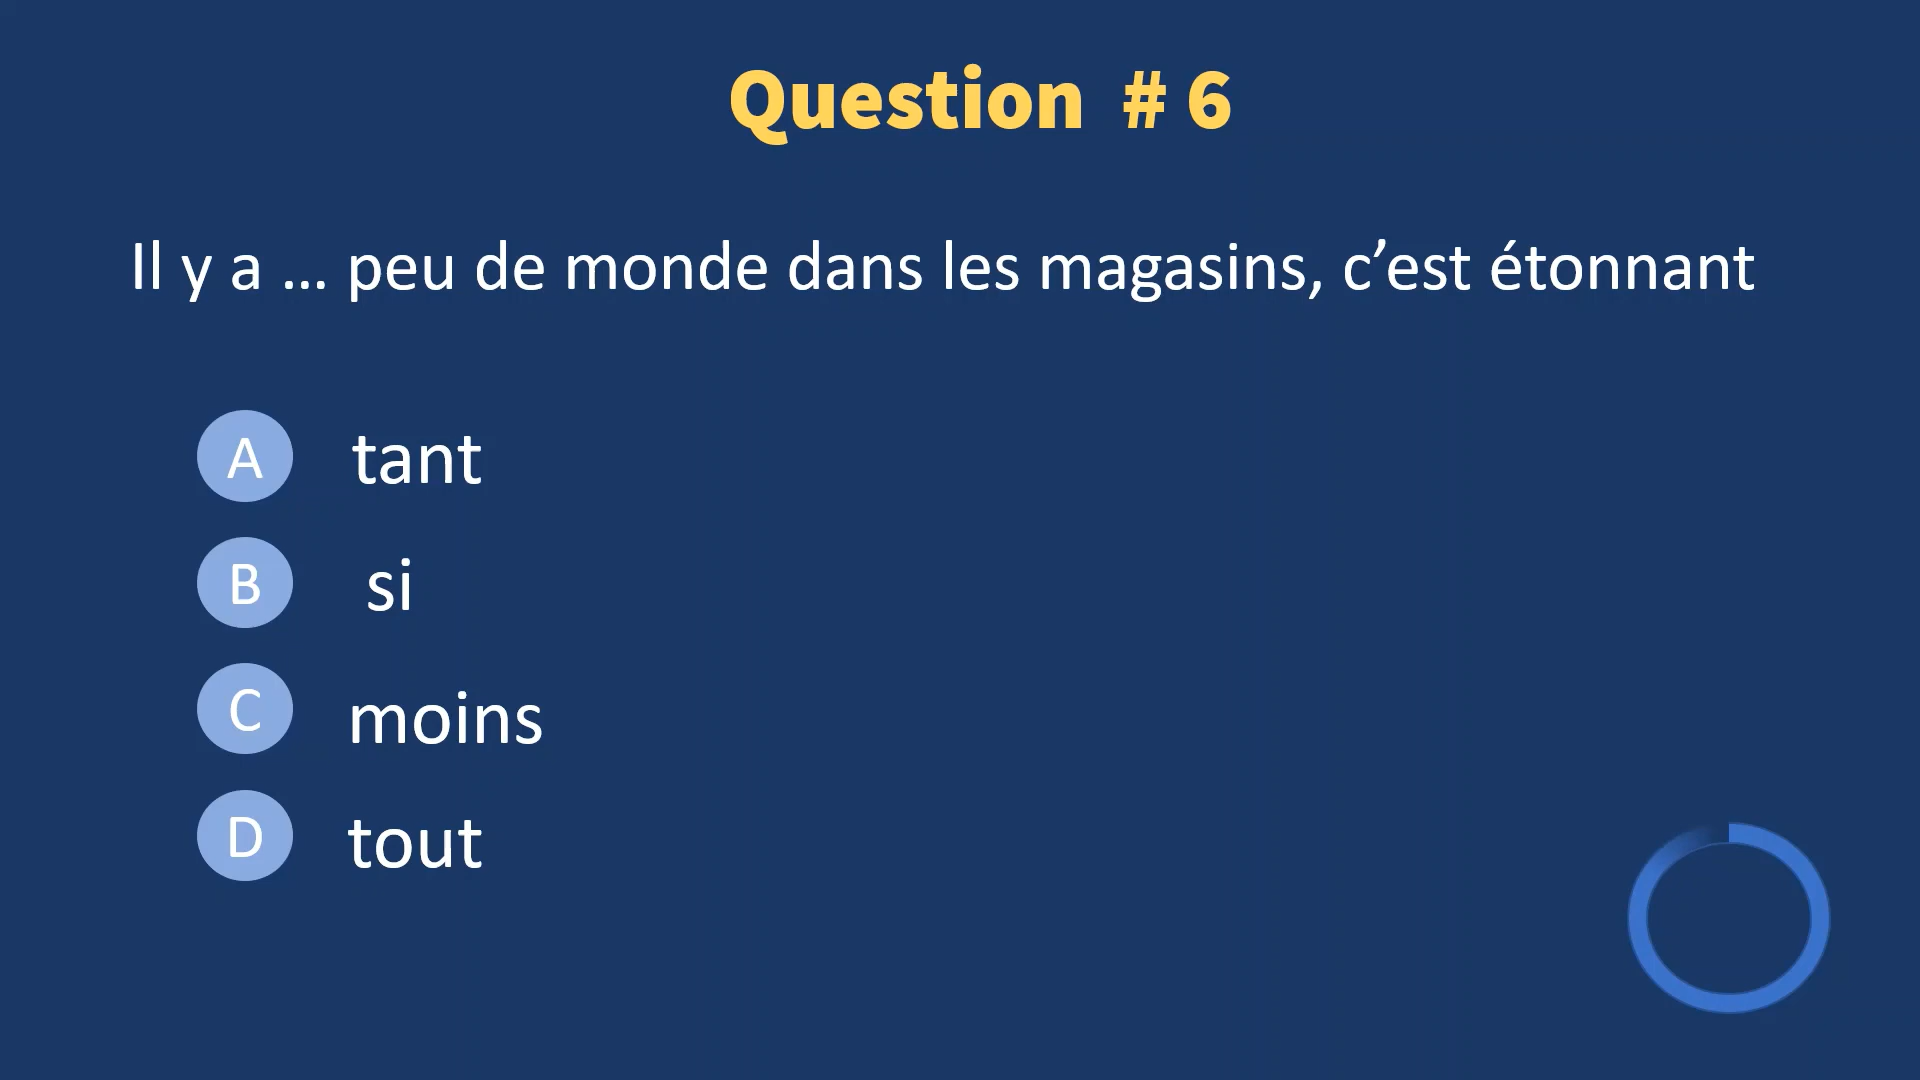 Question # 6
Il y a ... peu de monde dans les magasins, c’est étonnant
A tant
B si
C moins
D tout